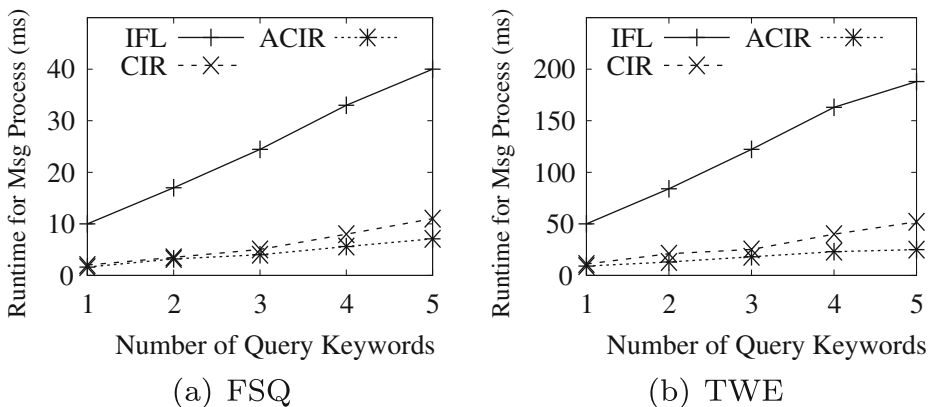 Runtime for Msg Process (ms)
IFL
ACIR
CIR
40
30
20
10
0
1 2 3 4 5
Number of Query Keywords
(a) FSQ
Runtime for Msg Process (ms)
IFL
ACIR
CIR
200
150
100
50
0
1 2 3 4 5
Number of Query Keywords
(b) TWE